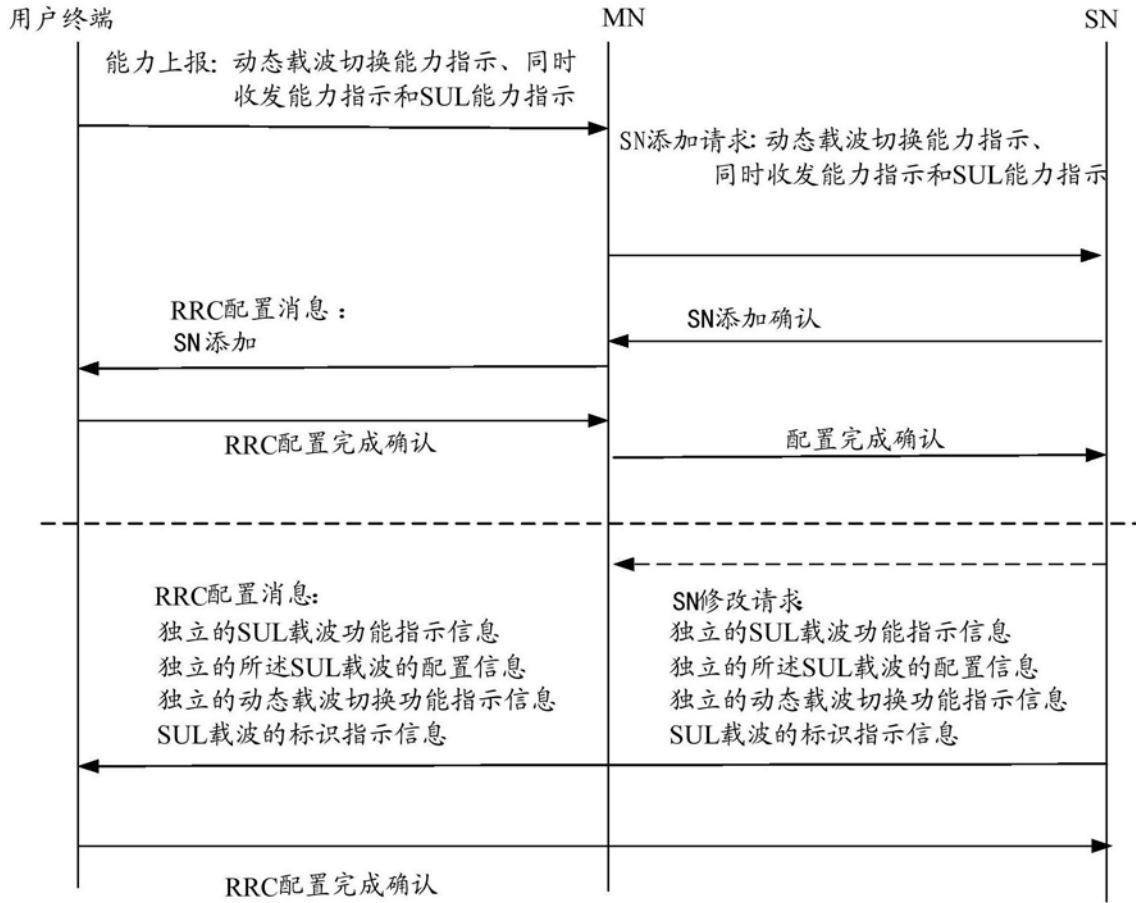 用户终端
MN
SN
能力上报: 动态载波切换能力指示、同时
收发能力指示和SUL能力指示
SN添加请求: 动态载波切换能力指示、
同时收发能力指示和SUL能力指示
RRC配置消息:
SN添加
SN添加确认
RRC配置完成确认
配置完成确认
RRC配置消息:
独立的SUL载波功能指示信息
独立的所述SUL载波的配置信息
独立的动态载波切换功能指示信息
SUL载波的标识指示信息
SN修改请求:
独立的SUL载波功能指示信息
独立的所述SUL载波的配置信息
独立的动态载波切换功能指示信息
SUL载波的标识指示信息
RRC配置完成确认